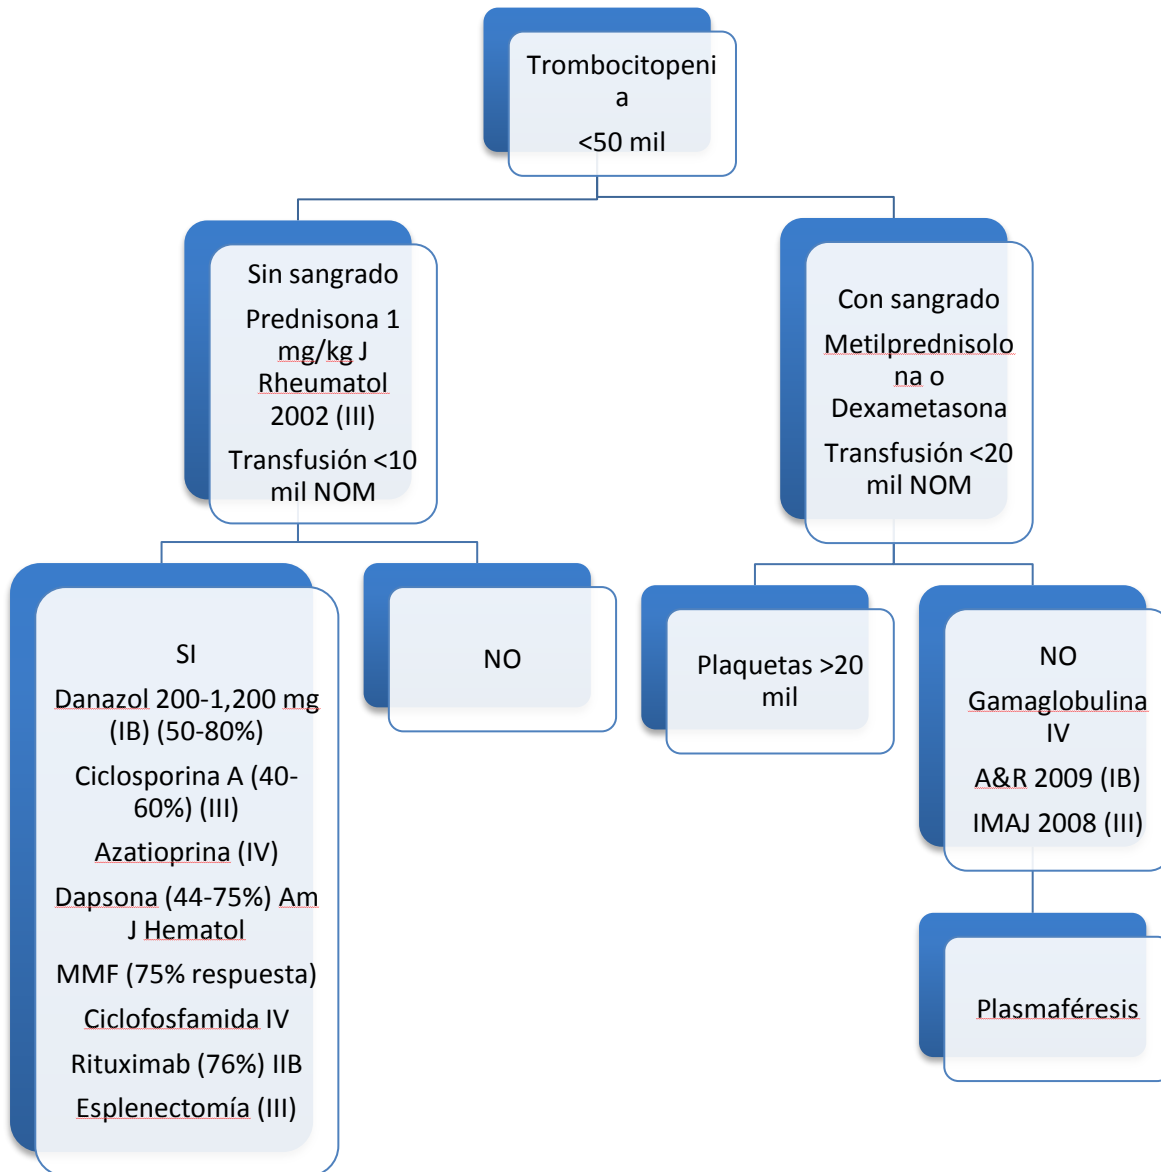 Trombocitopeni
a
<50 mil
Sin sangrado
Prednisona 1
mg/kg J
Rheumatol
2002 (III)
Transfusión <10
mil NOM
Con sangrado
Metilprednisolo
na o
Dexametasona
Transfusión <20
mil NOM
SI
Danazol 200-1,200 mg
(IB) (50-80%)
Ciclosporina A (40-
60%) (III)
Azatioprina (IV)
Dapsona (44-75%) Am
J Hematol
MMF (75% respuesta)
Ciclofosfamida IV
Rituximab (76%) IIB
Esplenectomía (III)
NO
Plaquetas >20
mil
NO
Gamaglobulina
IV
A&R 2009 (IB)
IMAJ 2008 (III)
Plasmaféresis